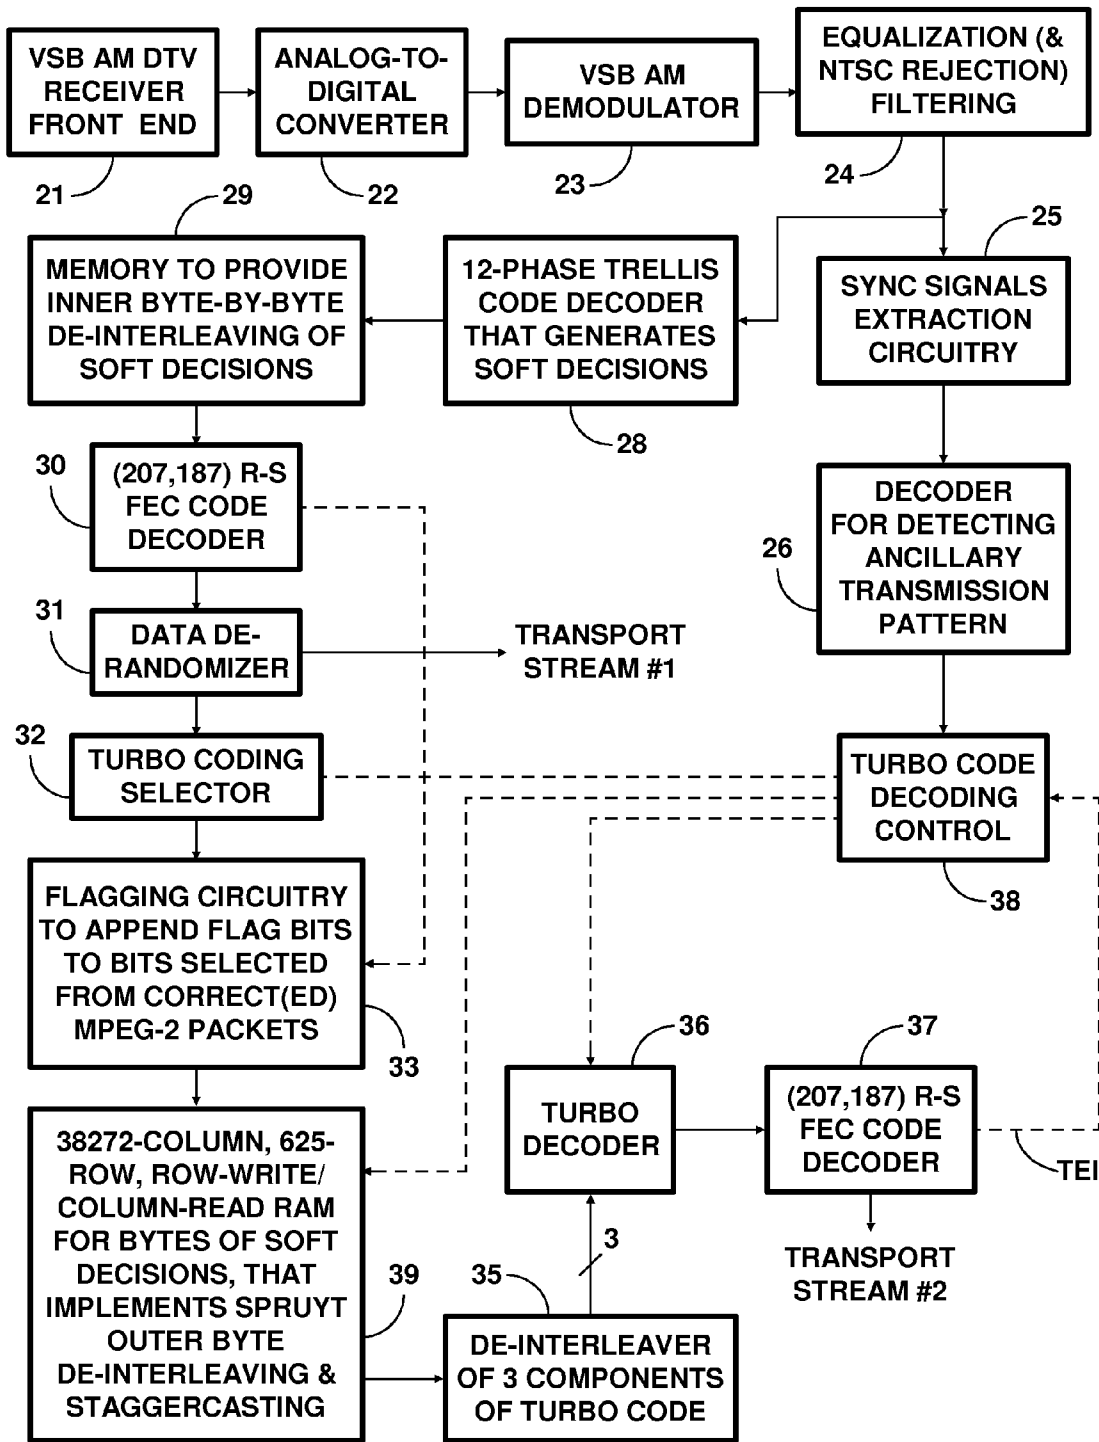 VSB AM DTV
RECEIVER
FRONT END
21
ANALOG-TO-
DIGITAL
CONVERTER
22
VSB AM
DEMODULATOR
23
EQUALIZATION (&
NTSC REJECTION)
FILTERING
24
29
MEMORY TO PROVIDE
INNER BYTE-BY-BYTE
DE-INTERLEAVING OF
SOFT DECISIONS
12-PHASE TRELLIS
CODE DECODER
THAT GENERATES
SOFT DECISIONS
28
25
SYNC SIGNALS
EXTRACTION
CIRCUITRY
30
(207,187) R-S
FEC CODE
DECODER
26
DECODER
FOR DETECTING
ANCILLARY
TRANSMISSION
PATTERN
31
DATA DE-
RANDOMIZER
TRANSPORT
STREAM #1
32
TURBO CODING
SELECTOR
TURBO CODE
DECODING
CONTROL
38
FLAGGING CIRCUITRY
TO APPEND FLAG BITS
TO BITS SELECTED
FROM CORRECT(ED)
MPEG-2 PACKETS
33
36
TURBO
DECODER
37
(207,187) R-S
FEC CODE
DECODER
TEI
TRANSPORT
STREAM #2
38272-COLUMN, 625-
ROW, ROW-WRITE/
COLUMN-READ RAM
FOR BYTES OF SOFT
DECISIONS, THAT
IMPLEMENTS SPRUYT
OUTER BYTE
DE-INTERLEAVING &
STAGGERCASTING
39
3
35
DE-INTERLEAVER
OF 3 COMPONENTS
OF TURBO CODE